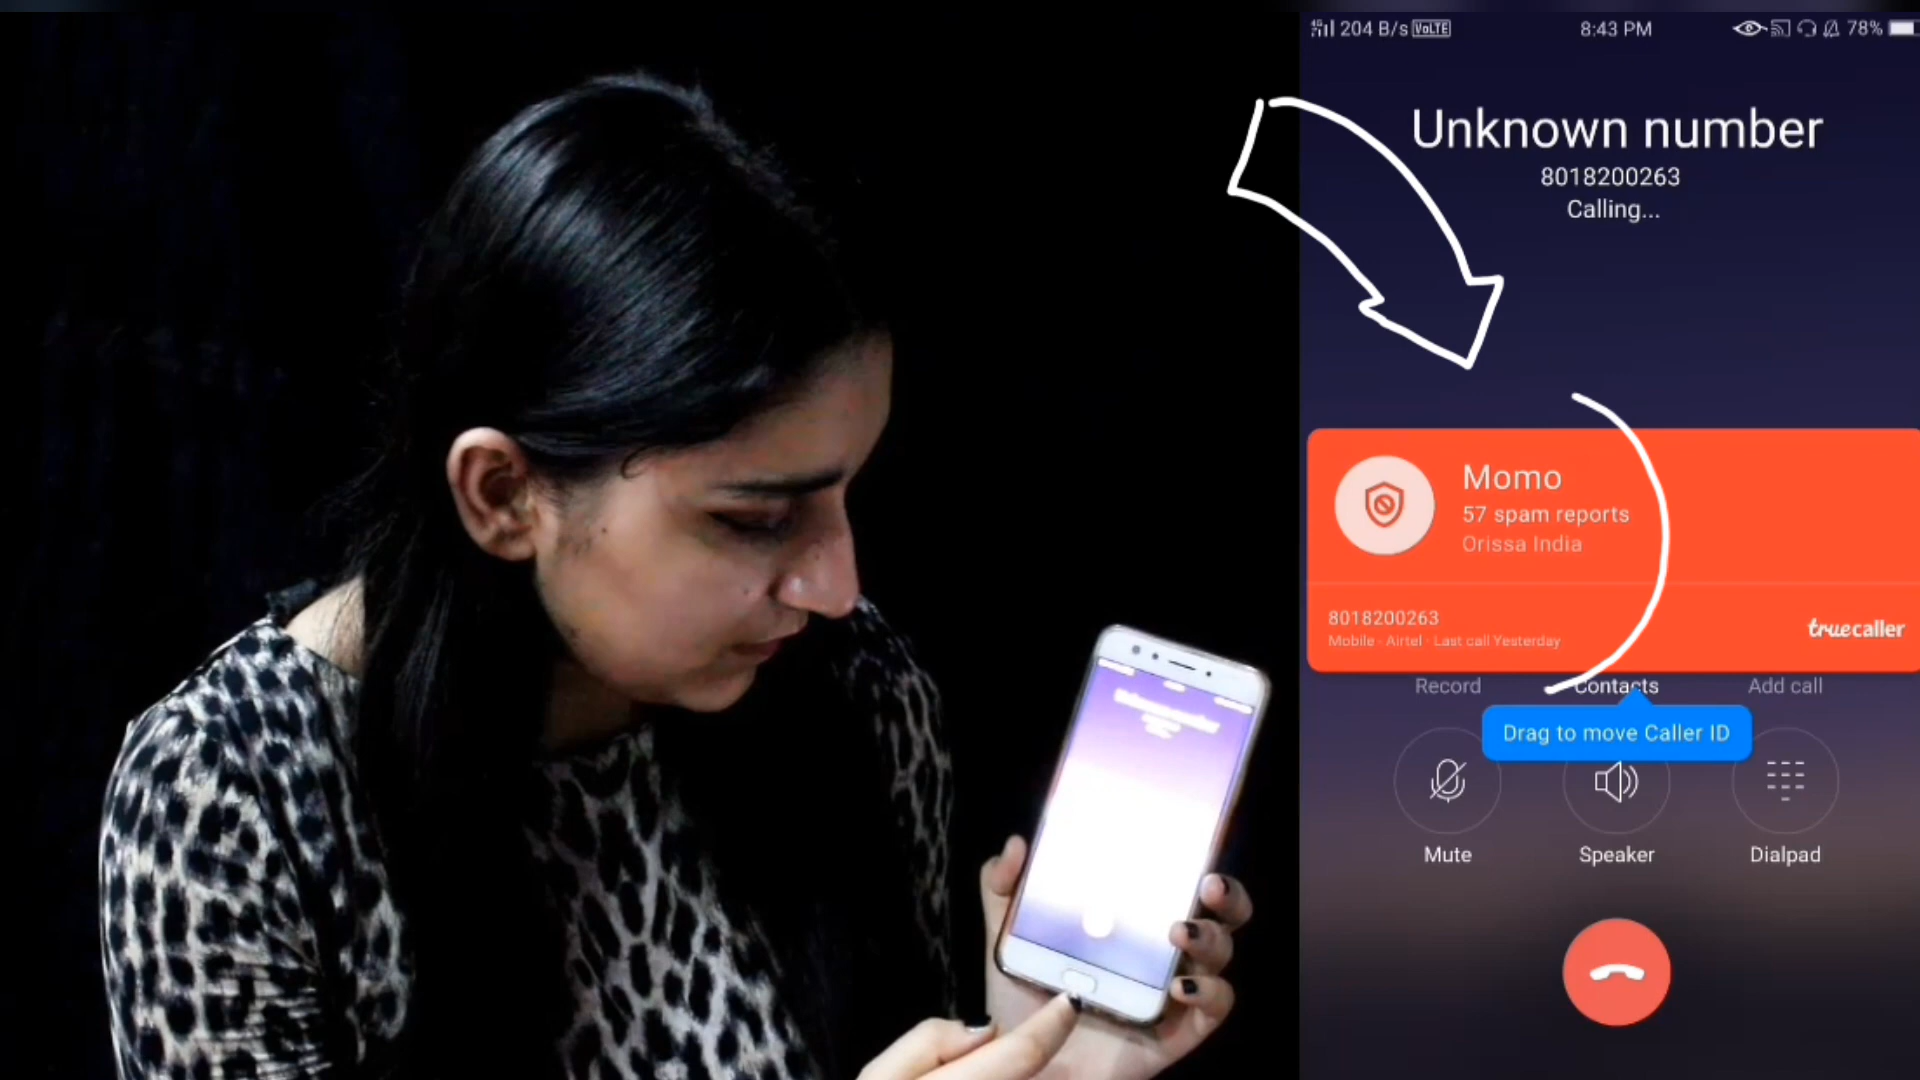 204 B/s VoLTE 8:43 PM 78%
Unknown number
8018200263
Calling...
Momo
57 spam reports
Orissa India
8018200263
Mobile - Airtel - Last call Yesterday
truecaller
Record Contacts Add call
Drag to move Caller ID
Mute Speaker Dialpad